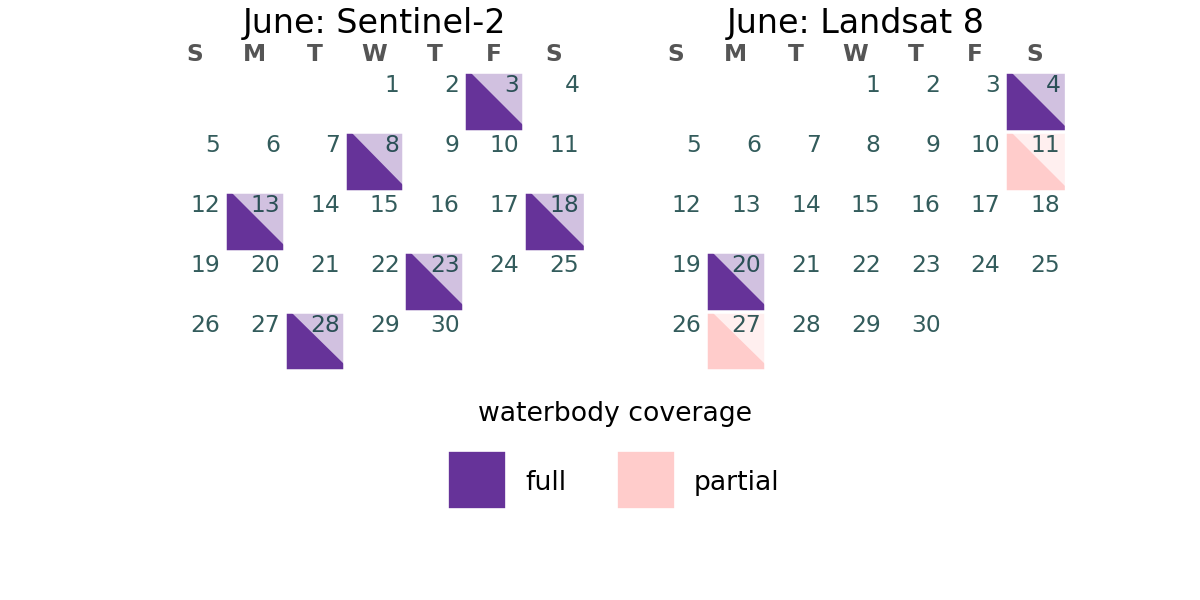 June: Sentinel-2
S M T W T F S
1 2 3 4
5 6 7 8 9 10 11
12 13 14 15 16 17 18
19 20 21 22 23 24 25
26 27 28 29 30
June: Landsat 8
S M T W T F S
1 2 3 4
5 6 7 8 9 10 11
12 13 14 15 16 17 18
19 20 21 22 23 24 25
26 27 28 29 30
waterbody coverage
full
partial